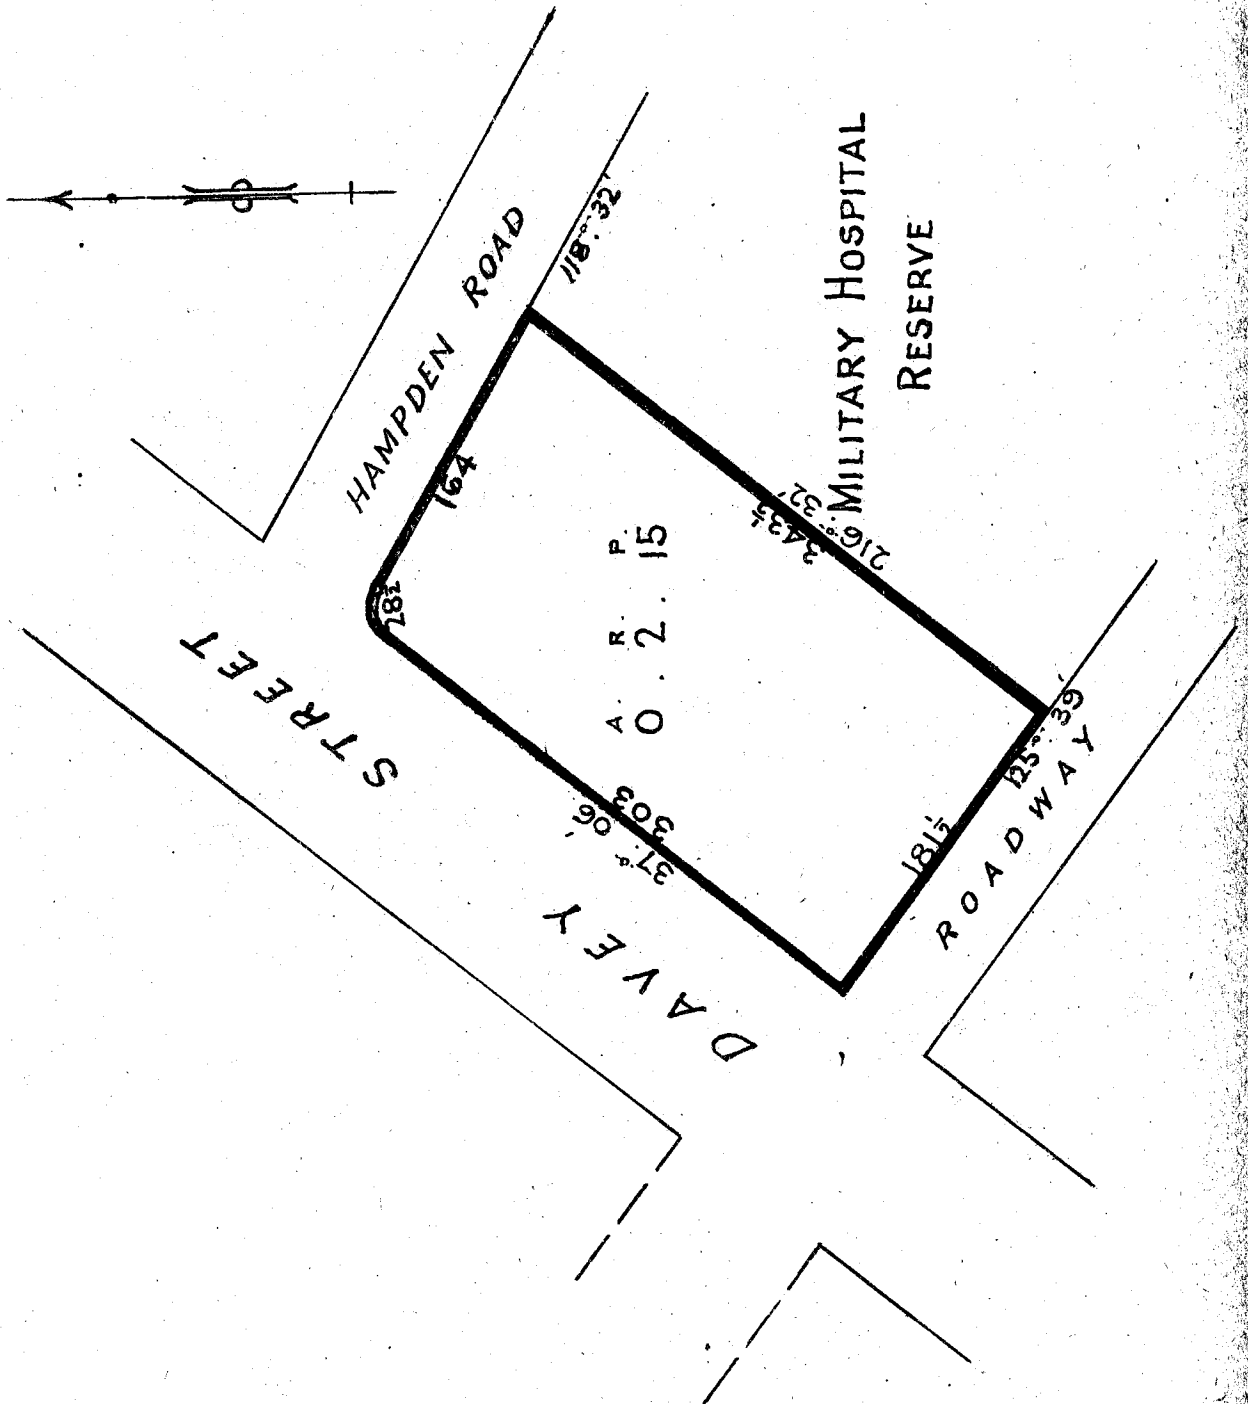 HAMPDEN ROAD
118°.32'
164
28½
DAVEY STREET
37°.06'
303
A. R. P.
0 . 2 . 15
343½
216°.32'
MILITARY HOSPITAL
RESERVE
181½
125°.39'
ROADWAY